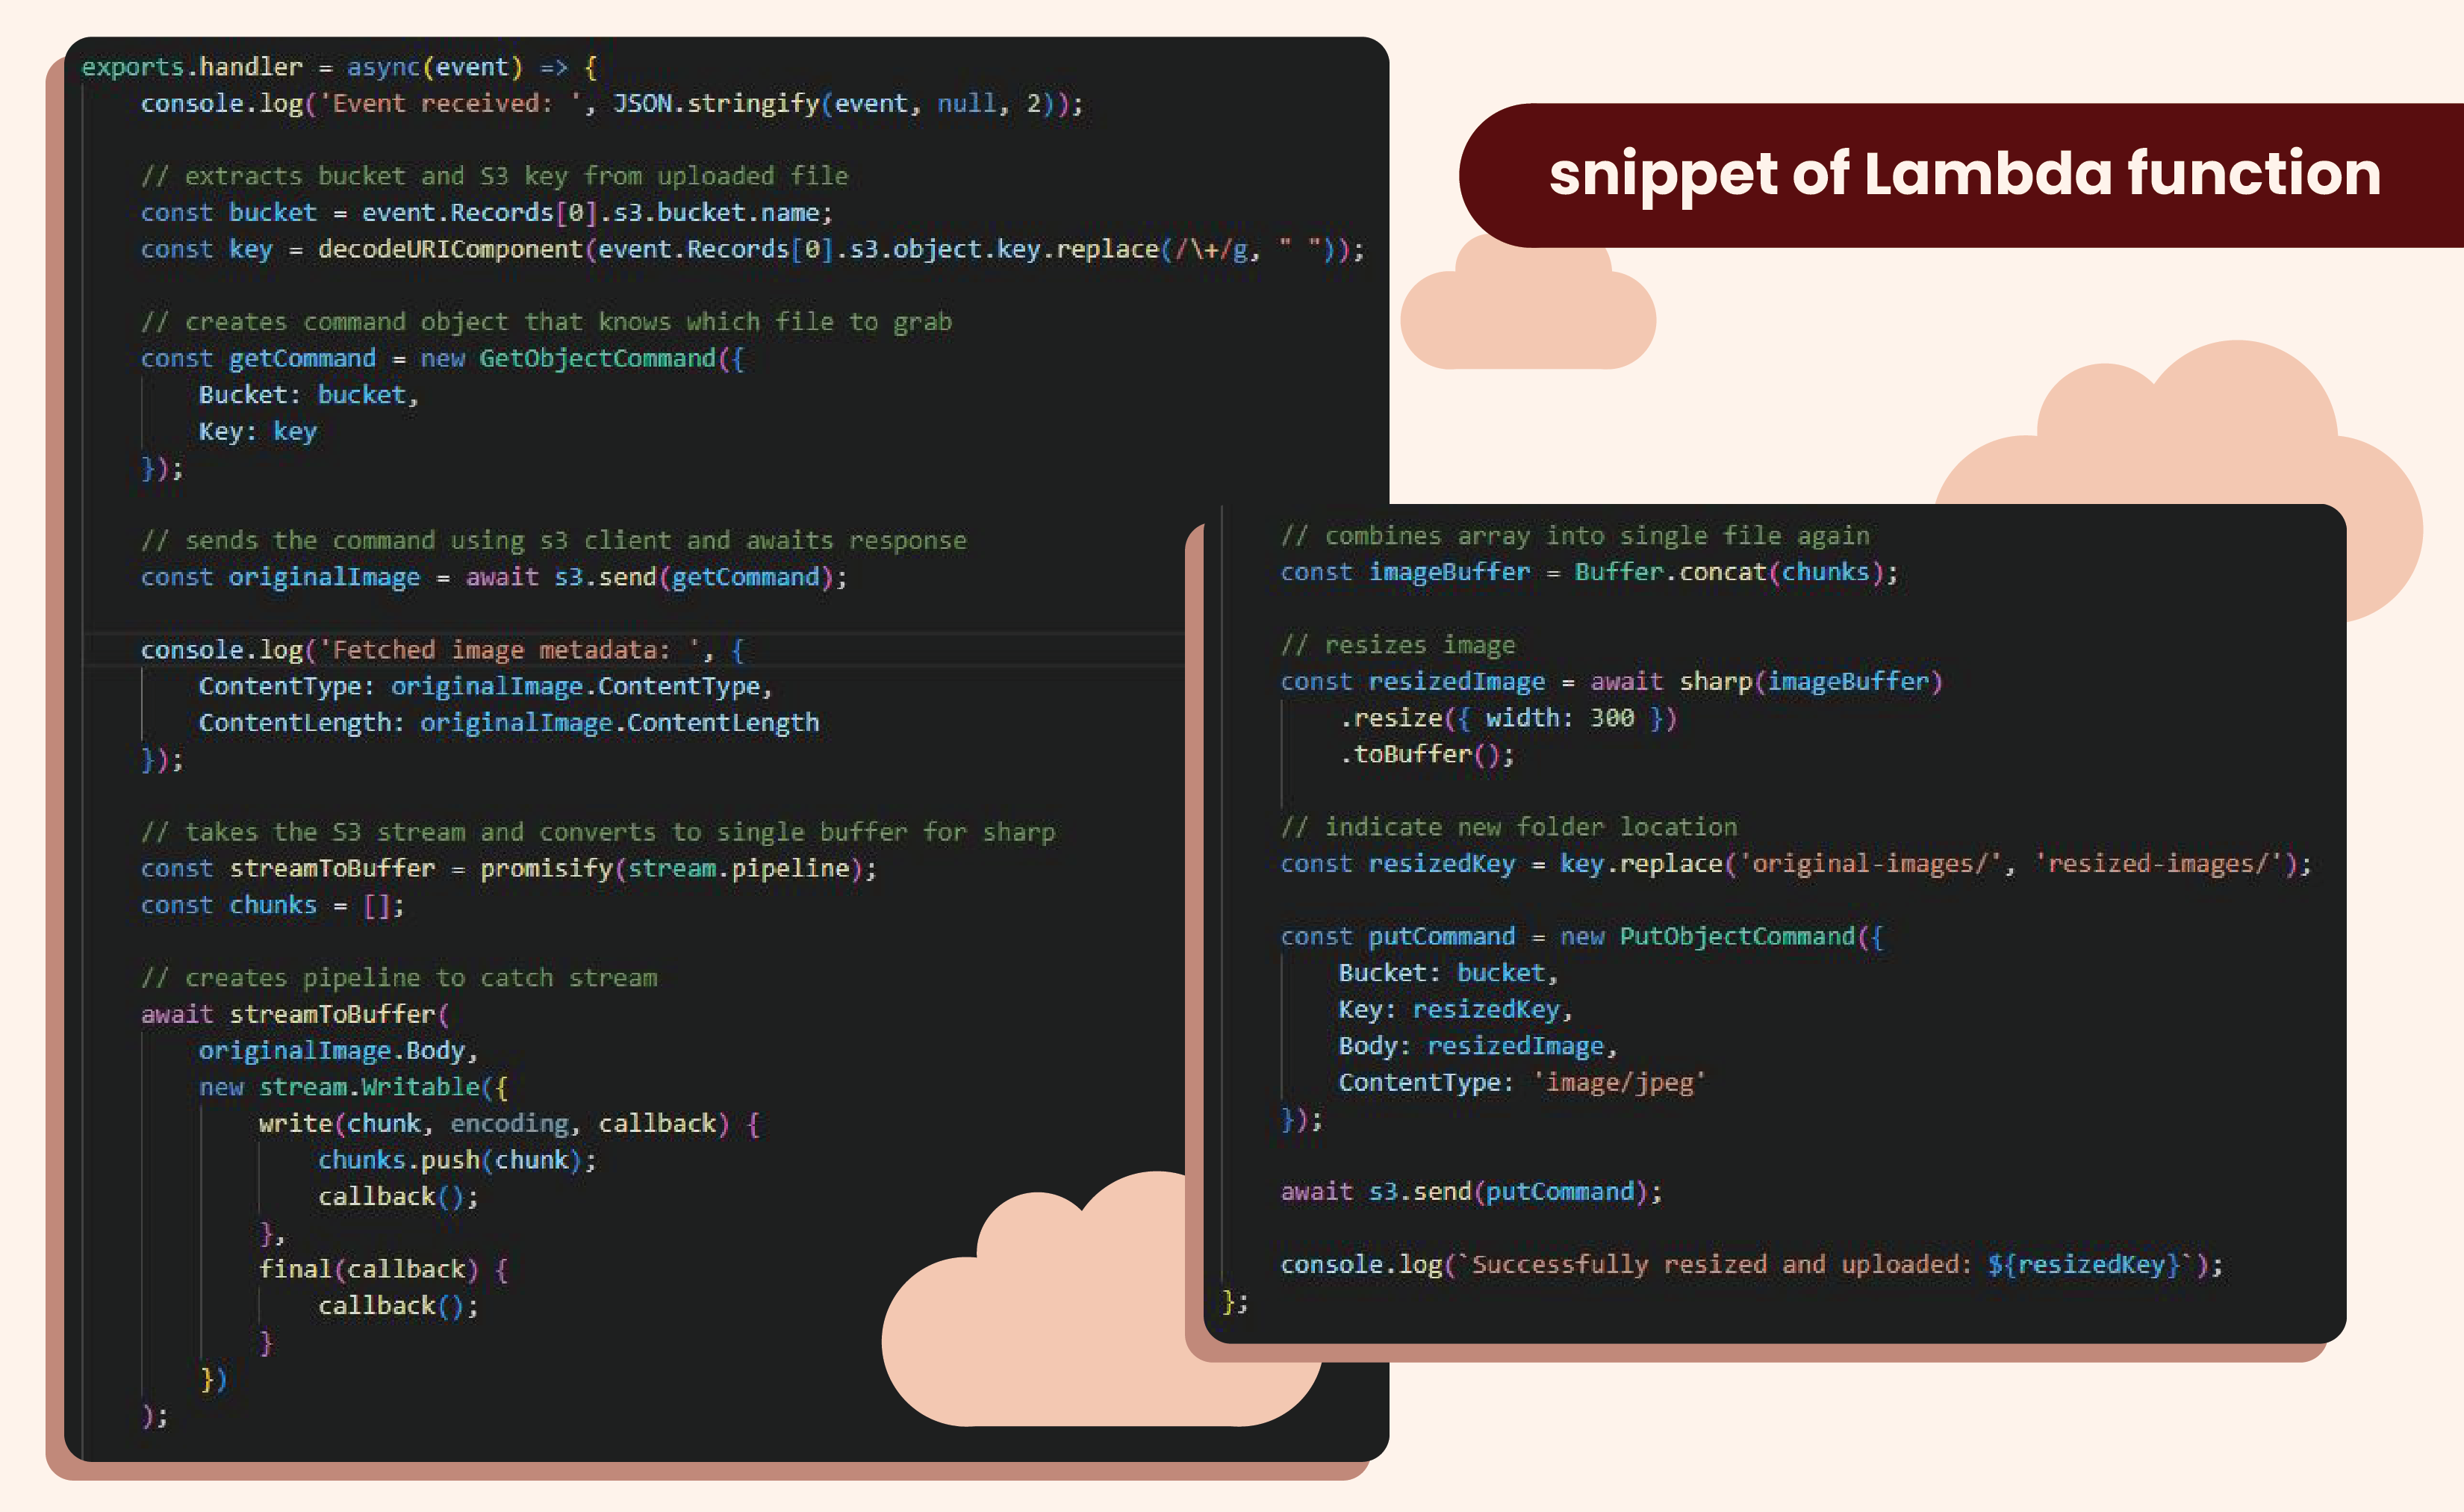 snippet of Lambda function
exports.handler = async(event) => {
    console.log('Event received: ', JSON.stringify(event, null, 2));
    // extracts bucket and S3 key from uploaded file
    const bucket = event.Records[0].s3.bucket.name;
    const key = decodeURIComponent(event.Records[0].s3.object.key.replace(/\+/g, " "));
    // creates command object that knows which file to grab
    const getCommand = new GetObjectCommand({
        Bucket: bucket,
        Key: key
    });
    // sends the command using s3 client and awaits response
    const originalImage = await s3.send(getCommand);
    console.log('Fetched image metadata: ', {
        ContentType: originalImage.ContentType,
        ContentLength: originalImage.ContentLength
    });
    // takes the S3 stream and converts to single buffer for sharp
    const streamToBuffer = promisify(stream.pipeline);
    const chunks = [];
    // creates pipeline to catch stream
    await streamToBuffer(
        originalImage.Body,
        new stream.Writable({
            write(chunk, encoding, callback) {
                chunks.push(chunk);
                callback();
            },
            final(callback) {
                callback();
            }
        })
    );
    // combines array into single file again
    const imageBuffer = Buffer.concat(chunks);
    // resizes image
    const resizedImage = await sharp(imageBuffer)
        .resize({ width: 300 })
        .toBuffer();
    // indicate new folder location
    const resizedKey = key.replace('original-images/', 'resized-images/');
    const putCommand = new PutObjectCommand({
        Bucket: bucket,
        Key: resizedKey,
        Body: resizedImage,
        ContentType: 'image/jpeg'
    });
    await s3.send(putCommand);
    console.log(`Successfully resized and uploaded: ${resizedKey}`);
};